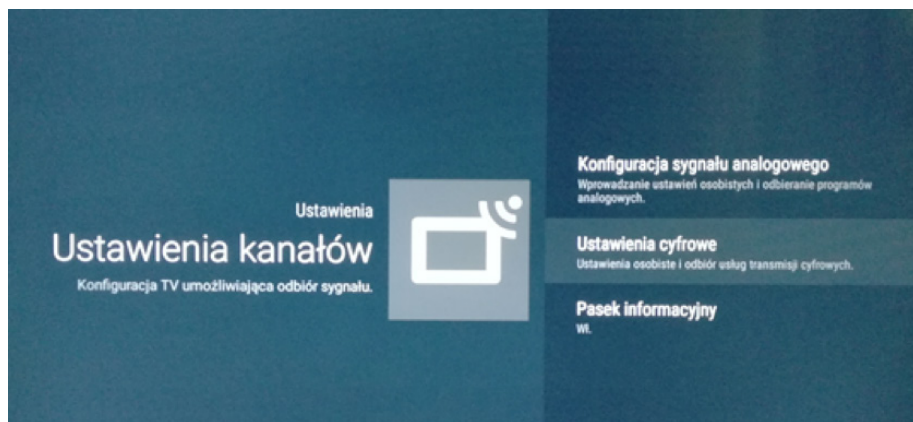 Ustawienia
Ustawienia kanałów
Konfiguracja TV umożliwiająca odbiór sygnału.
Konfiguracja sygnału analogowego
Wprowadzanie ustawień osobistych i odbieranie programów
analogowych.
Ustawienia cyfrowe
Ustawienia osobiste i odbiór usług transmisji cyfrowych.
Pasek informacyjny
Wł.